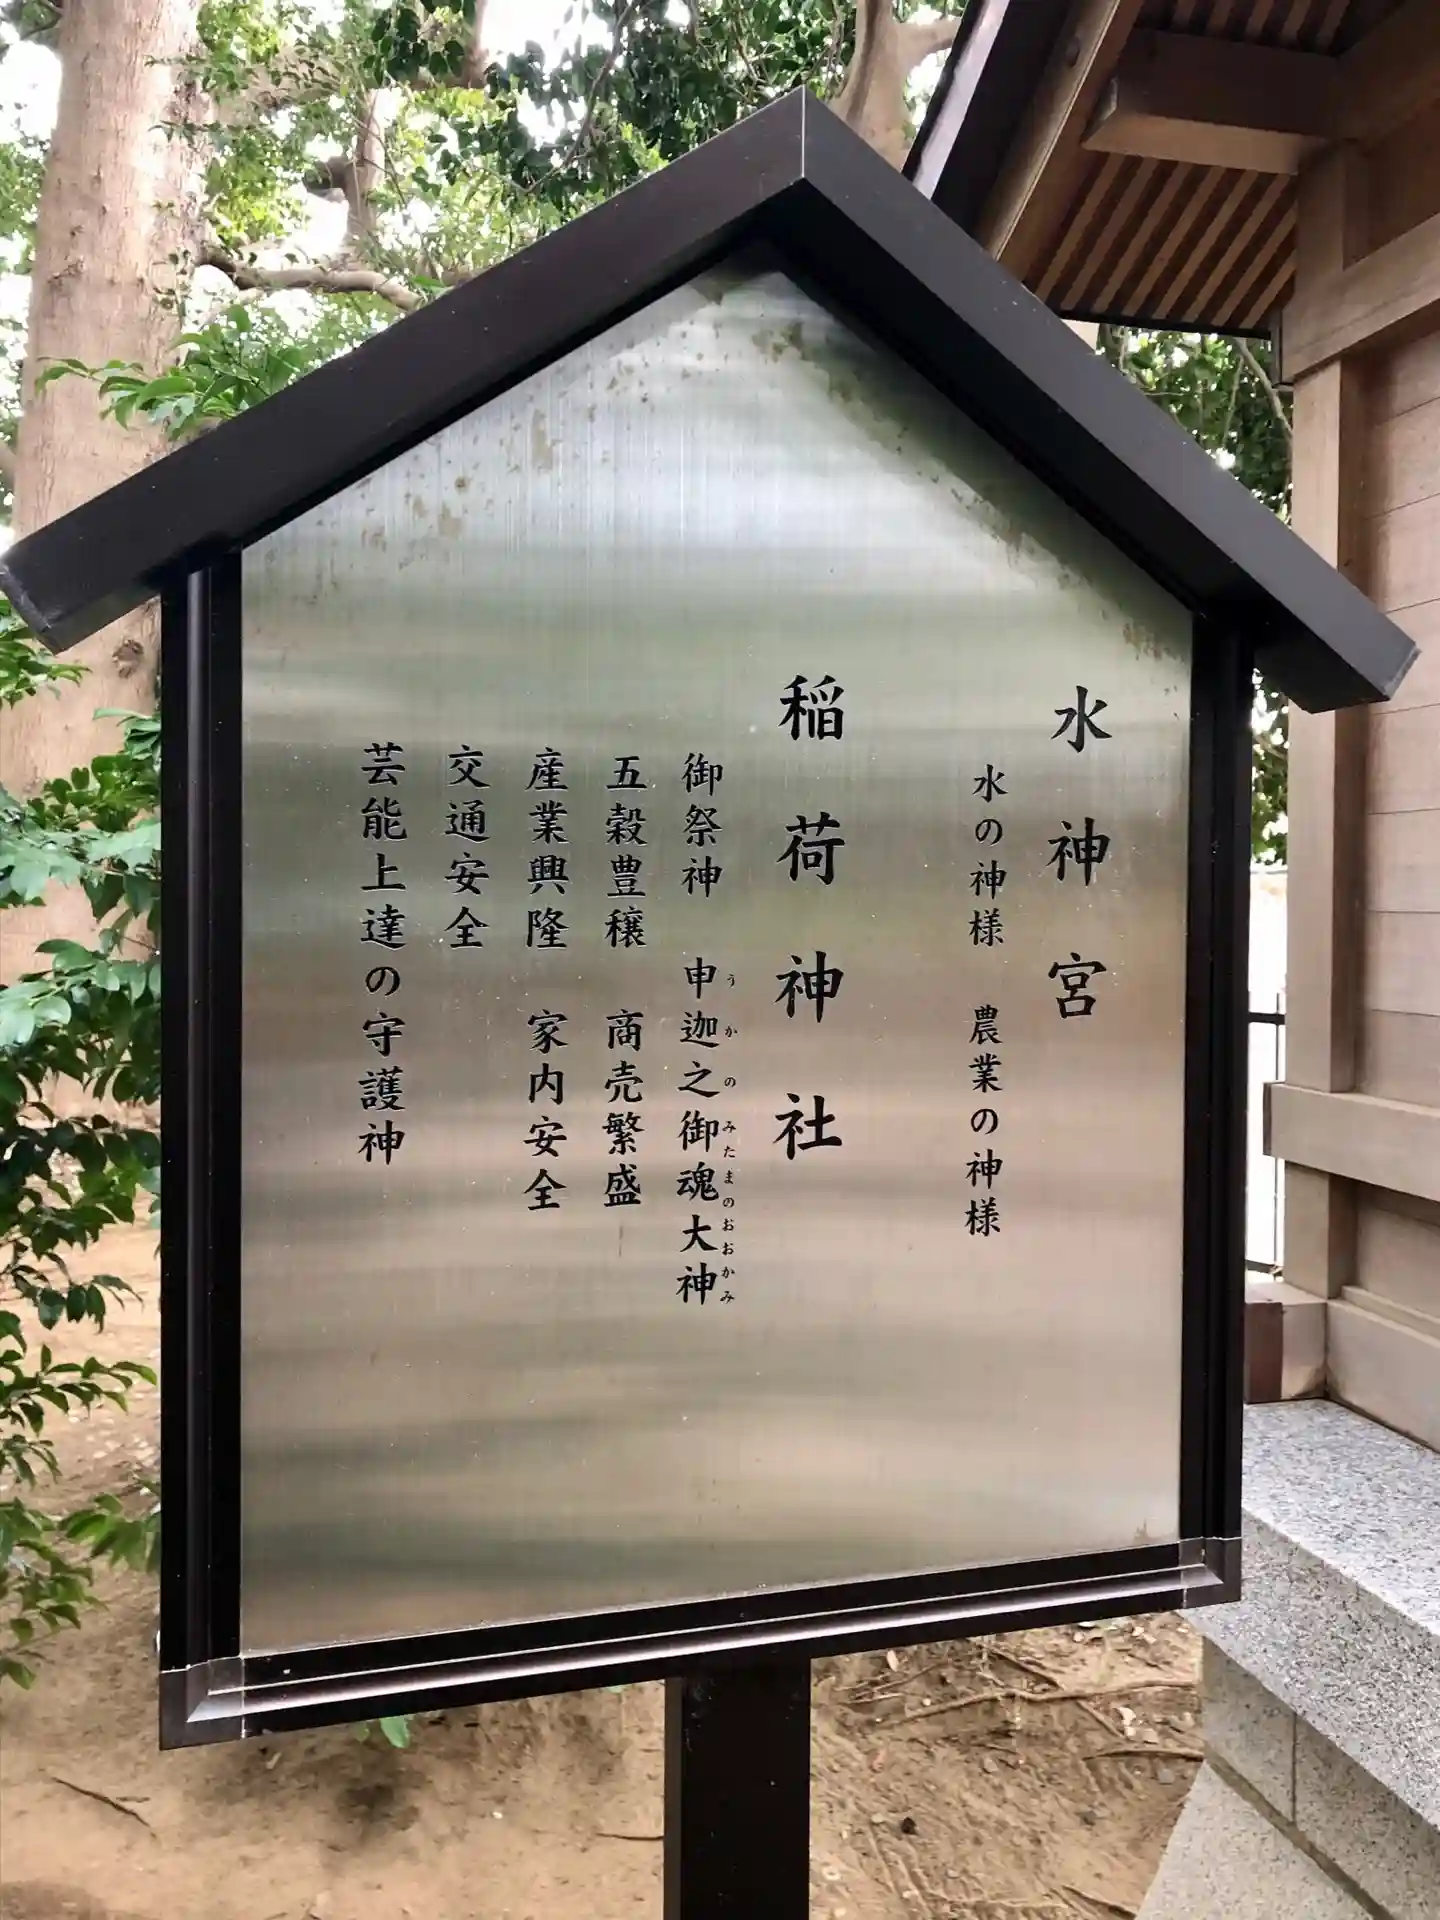 水神宮
水の神様　農業の神様
稲荷神社
御祭神　申迦之御魂大神
うかのみたまのおおかみ
五穀豊穣　商売繁盛
産業興隆　家内安全
交通安全
芸能上達の守護神